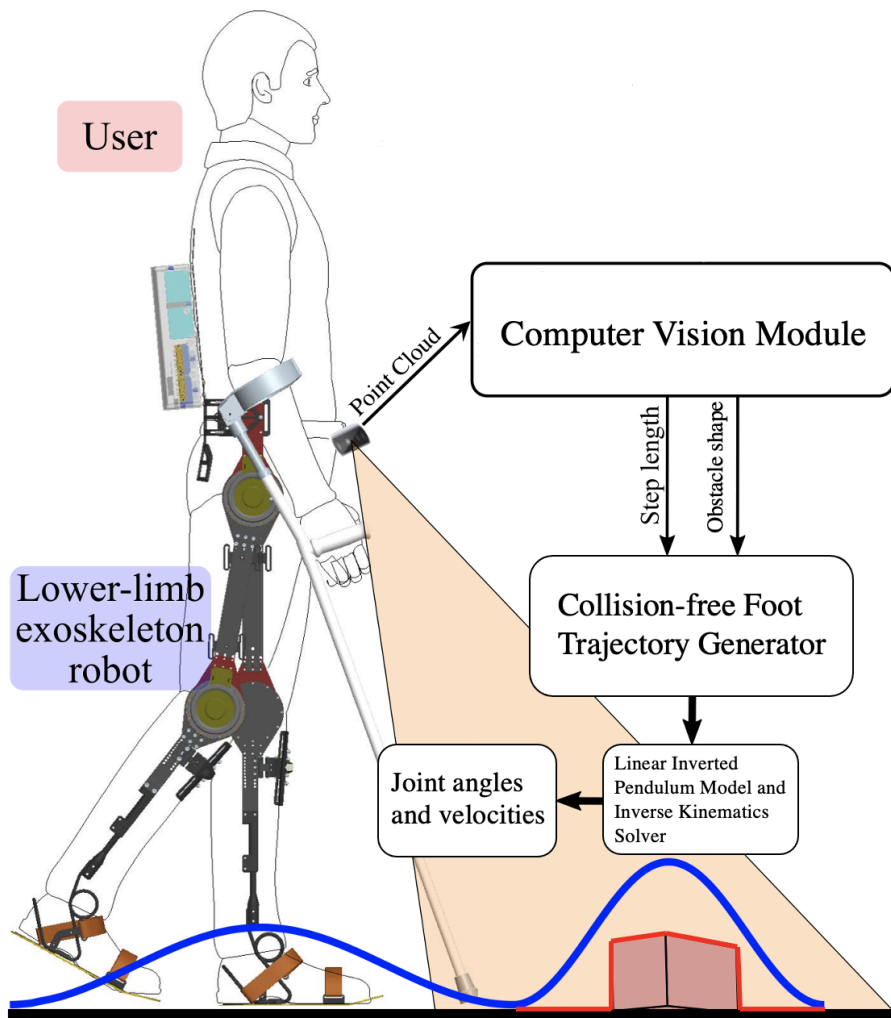 User
Point Cloud
Computer Vision Module
Step length
Obstacle shape
Lower-limb
exoskeleton
robot
Collision-free Foot
Trajectory Generator
Joint angles
and velocities
Linear Inverted
Pendulum Model and
Inverse Kinematics
Solver